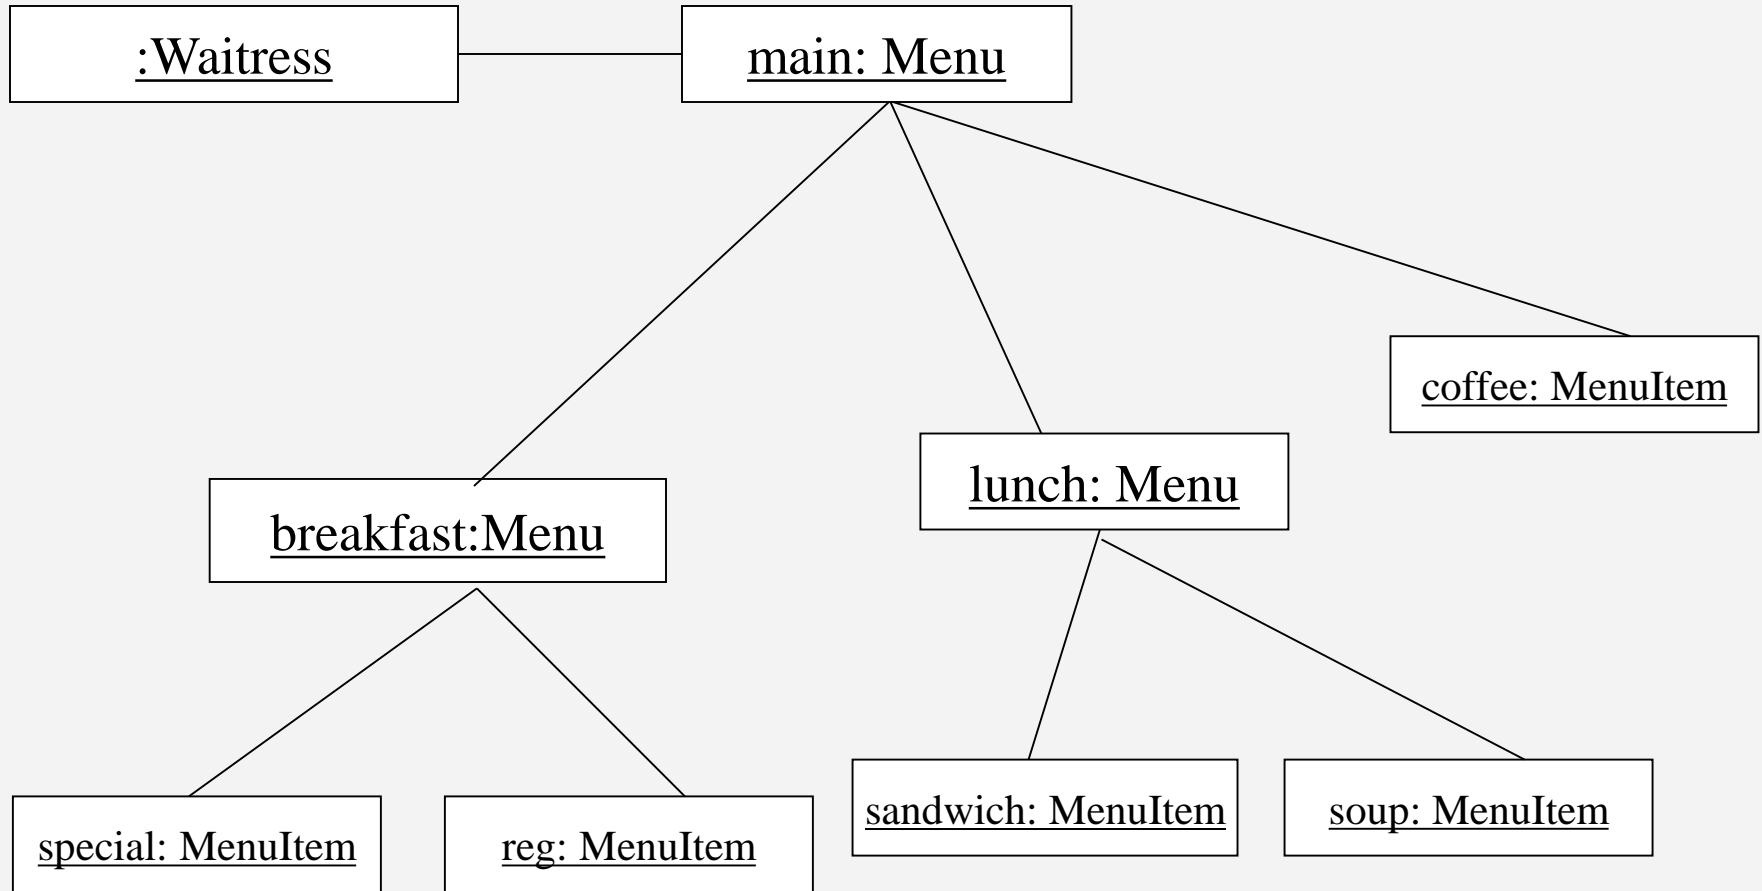 :Waitress
main: Menu
coffee: MenuItem
lunch: Menu
breakfast:Menu
sandwich: MenuItem
soup: MenuItem
special: MenuItem
reg: MenuItem